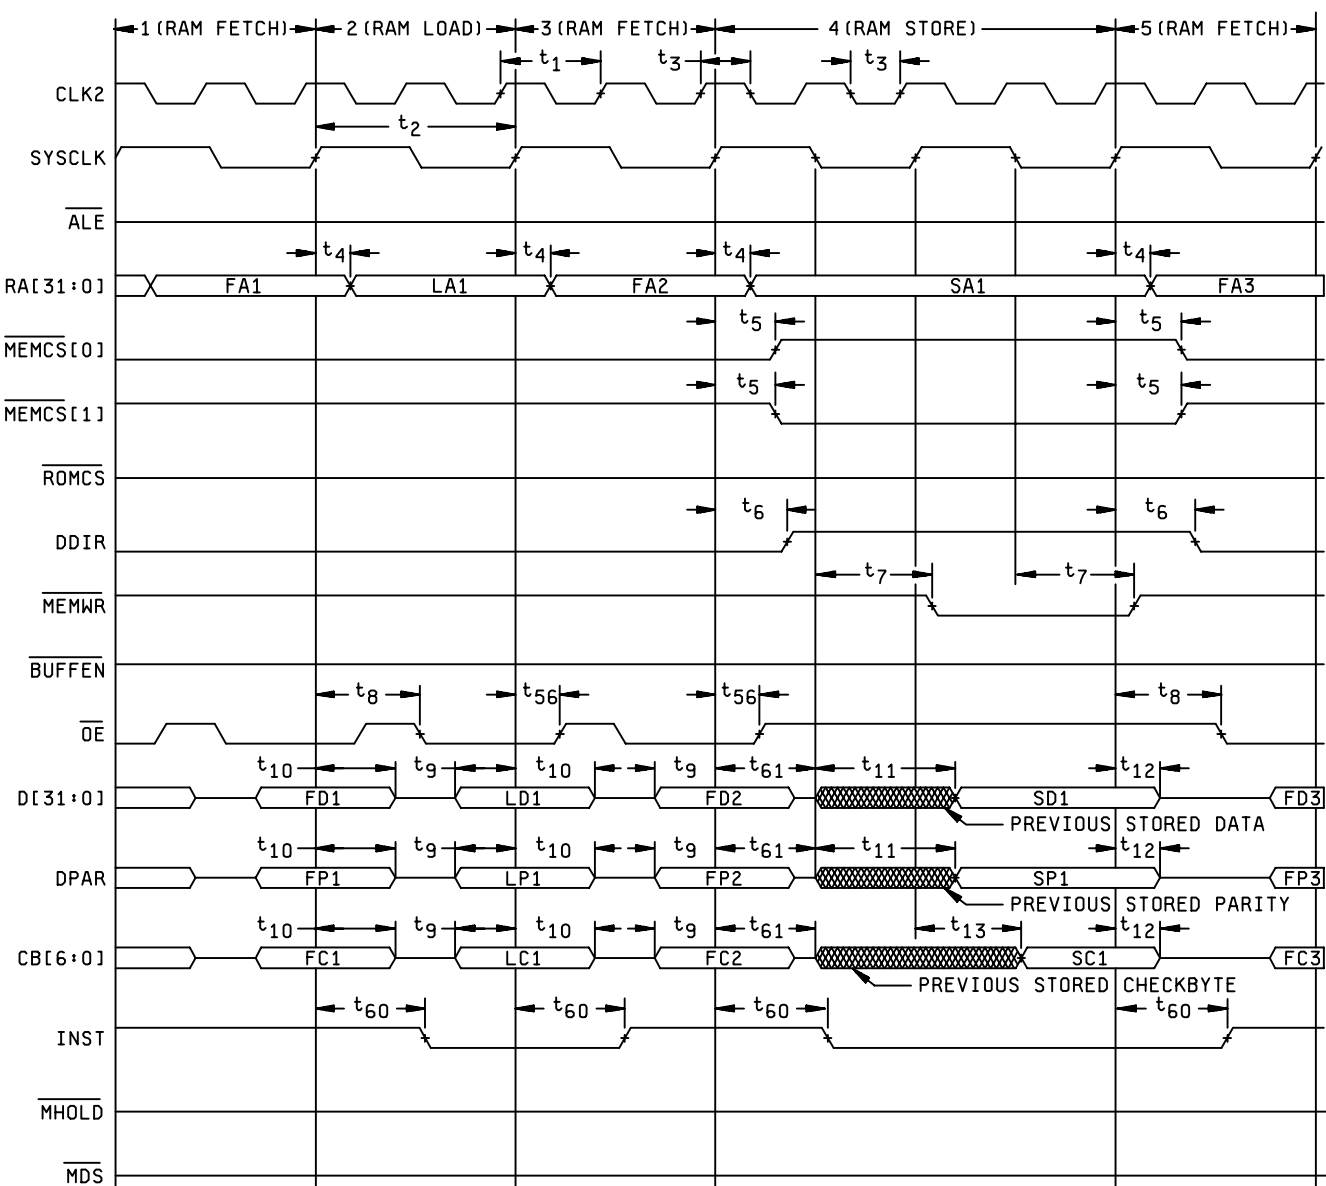 1(RAM FETCH) 2(RAM LOAD) 3(RAM FETCH) 4(RAM STORE) 5(RAM FETCH)
t1 t3 t3
CLK2
t2
SYSCLK
ALE
t4 t4 t4 t4
RA[31:0] FA1 LA1 FA2 SA1 FA3
t5 t5
MEMCS[0]
t5 t5
MEMCS[1]
ROMCS
t6 t6
DDIR
t7 t7
MEMWR
BUFFEN
t8 t56 t56 t8
OE
t10 t9 t10 t9 t61 t11 t12
D[31:0] FD1 LD1 FD2 SD1 FD3
PREVIOUS STORED DATA
t10 t9 t10 t9 t61 t11 t12
DPAR FP1 LP1 FP2 SP1 FP3
PREVIOUS STORED PARITY
t10 t9 t10 t9 t61 t13 t12
CB[6:0] FC1 LC1 FC2 SC1 FC3
PREVIOUS STORED CHECKBYTE
t60 t60 t60 t60
INST
MHOLD
MDS